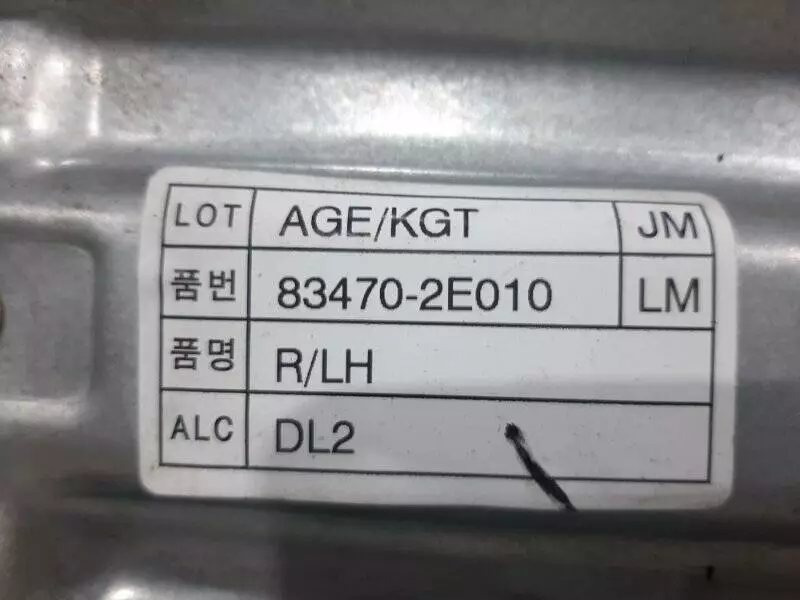 LOT AGE/KGT JM
품번 83470-2E010 LM
품명 R/LH
ALC DL2